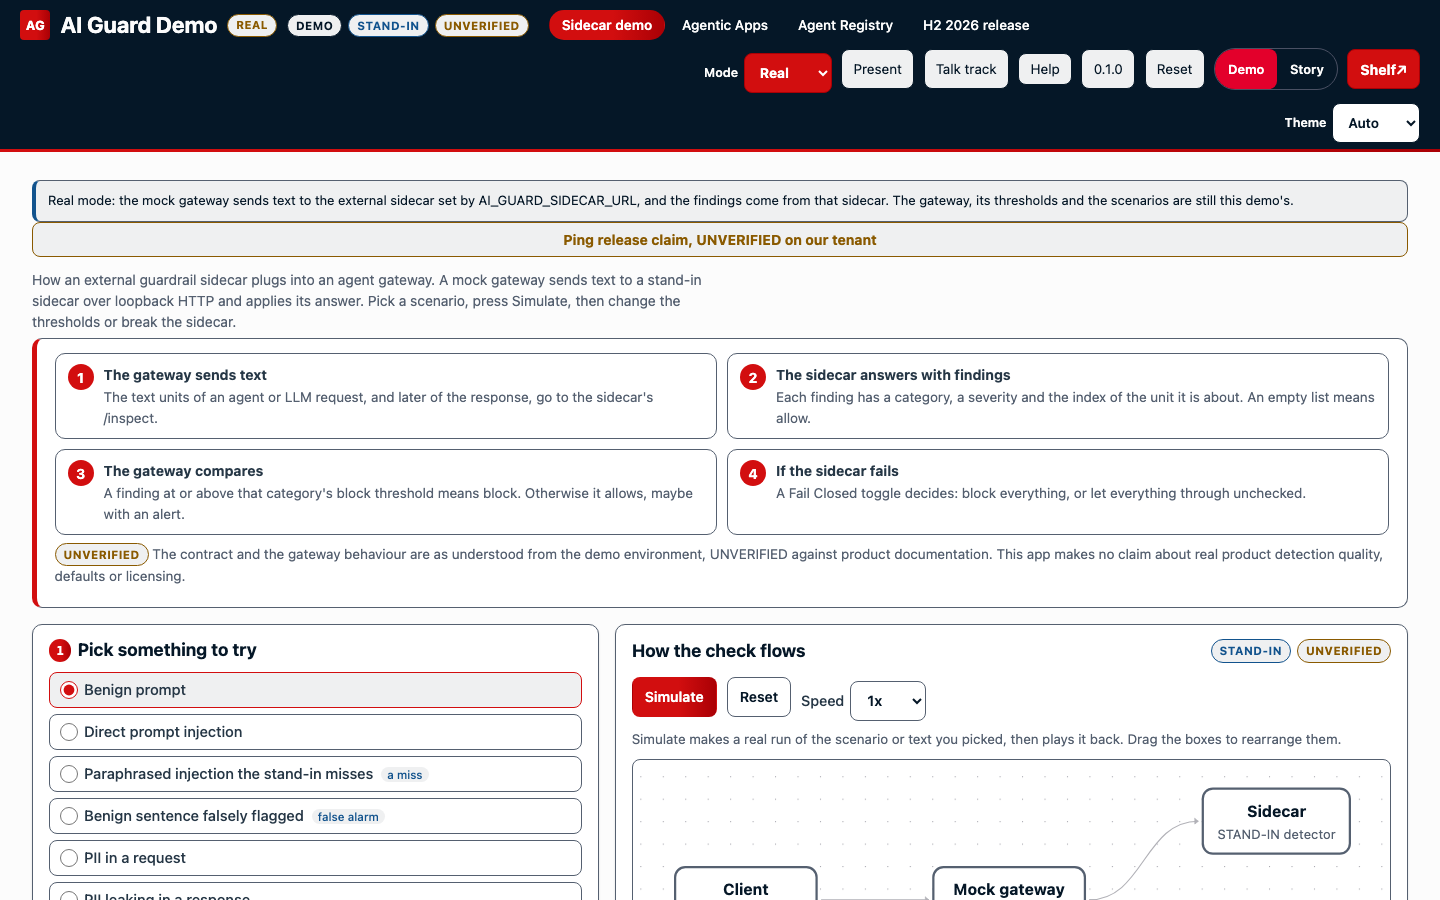 AG AI Guard Demo REAL DEMO STAND-IN UNVERIFIED Sidecar demo Agentic Apps Agent Registry H2 2026 release
Mode Real Present Talk track Help 0.1.0 Reset Demo Story Shelf↗
Theme Auto
Real mode: the mock gateway sends text to the external sidecar set by AI_GUARD_SIDECAR_URL, and the findings come from that sidecar. The gateway, its thresholds and the scenarios are still this demo's.
Ping release claim, UNVERIFIED on our tenant
How an external guardrail sidecar plugs into an agent gateway. A mock gateway sends text to a stand-in
sidecar over loopback HTTP and applies its answer. Pick a scenario, press Simulate, then change the
thresholds or break the sidecar.
1 The gateway sends text
The text units of an agent or LLM request, and later of the response, go to the sidecar's
/inspect.
2 The sidecar answers with findings
Each finding has a category, a severity and the index of the unit it is about. An empty list means
allow.
3 The gateway compares
A finding at or above that category's block threshold means block. Otherwise it allows, maybe
with an alert.
4 If the sidecar fails
A Fail Closed toggle decides: block everything, or let everything through unchecked.
UNVERIFIED The contract and the gateway behaviour are as understood from the demo environment, UNVERIFIED against product documentation. This app makes no claim about real product detection quality,
defaults or licensing.
1 Pick something to try
Benign prompt
Direct prompt injection
Paraphrased injection the stand-in misses a miss
Benign sentence falsely flagged false alarm
PII in a request
PII leaking in a response
How the check flows STAND-IN UNVERIFIED
Simulate Reset Speed 1x
Simulate makes a real run of the scenario or text you picked, then plays it back. Drag the boxes to rearrange them.
Sidecar
STAND-IN detector
Client
Mock gateway